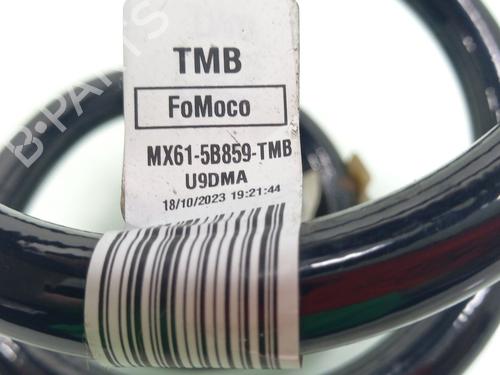 TMB
FoMoco
MX61-5B859-TMB
U9DMA
18/10/2023 19:21:44
B-PARTS